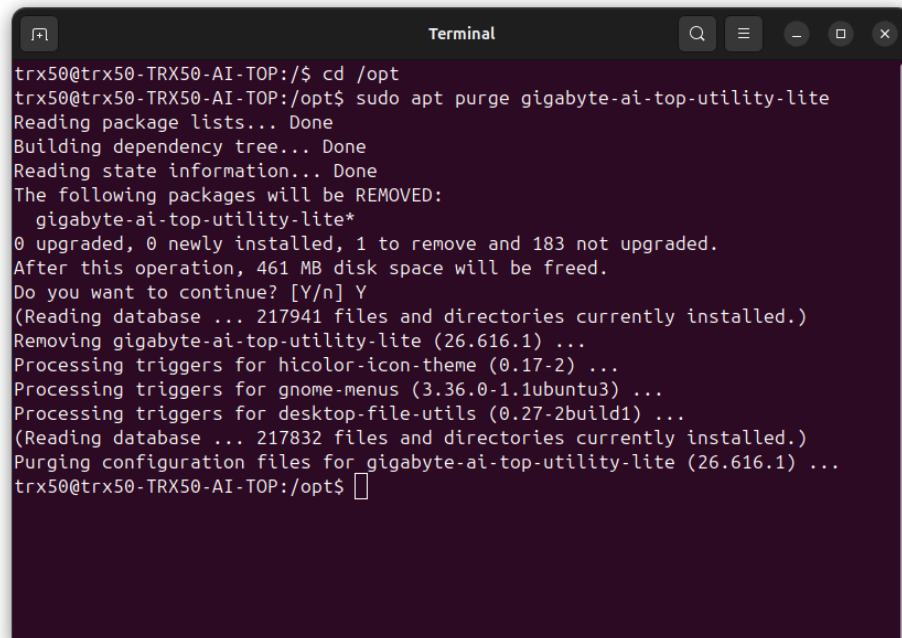 Terminal
trx50@trx50-TRX50-AI-TOP:/$ cd /opt
trx50@trx50-TRX50-AI-TOP:/opt$ sudo apt purge gigabyte-ai-top-utility-lite
Reading package lists... Done
Building dependency tree... Done
Reading state information... Done
The following packages will be REMOVED:
  gigabyte-ai-top-utility-lite*
0 upgraded, 0 newly installed, 1 to remove and 183 not upgraded.
After this operation, 461 MB disk space will be freed.
Do you want to continue? [Y/n] Y
(Reading database ... 217941 files and directories currently installed.)
Removing gigabyte-ai-top-utility-lite (26.616.1) ...
Processing triggers for hicolor-icon-theme (0.17-2) ...
Processing triggers for gnome-menus (3.36.0-1.1ubuntu3) ...
Processing triggers for desktop-file-utils (0.27-2build1) ...
(Reading database ... 217832 files and directories currently installed.)
Purging configuration files for gigabyte-ai-top-utility-lite (26.616.1) ...
trx50@trx50-TRX50-AI-TOP:/opt$